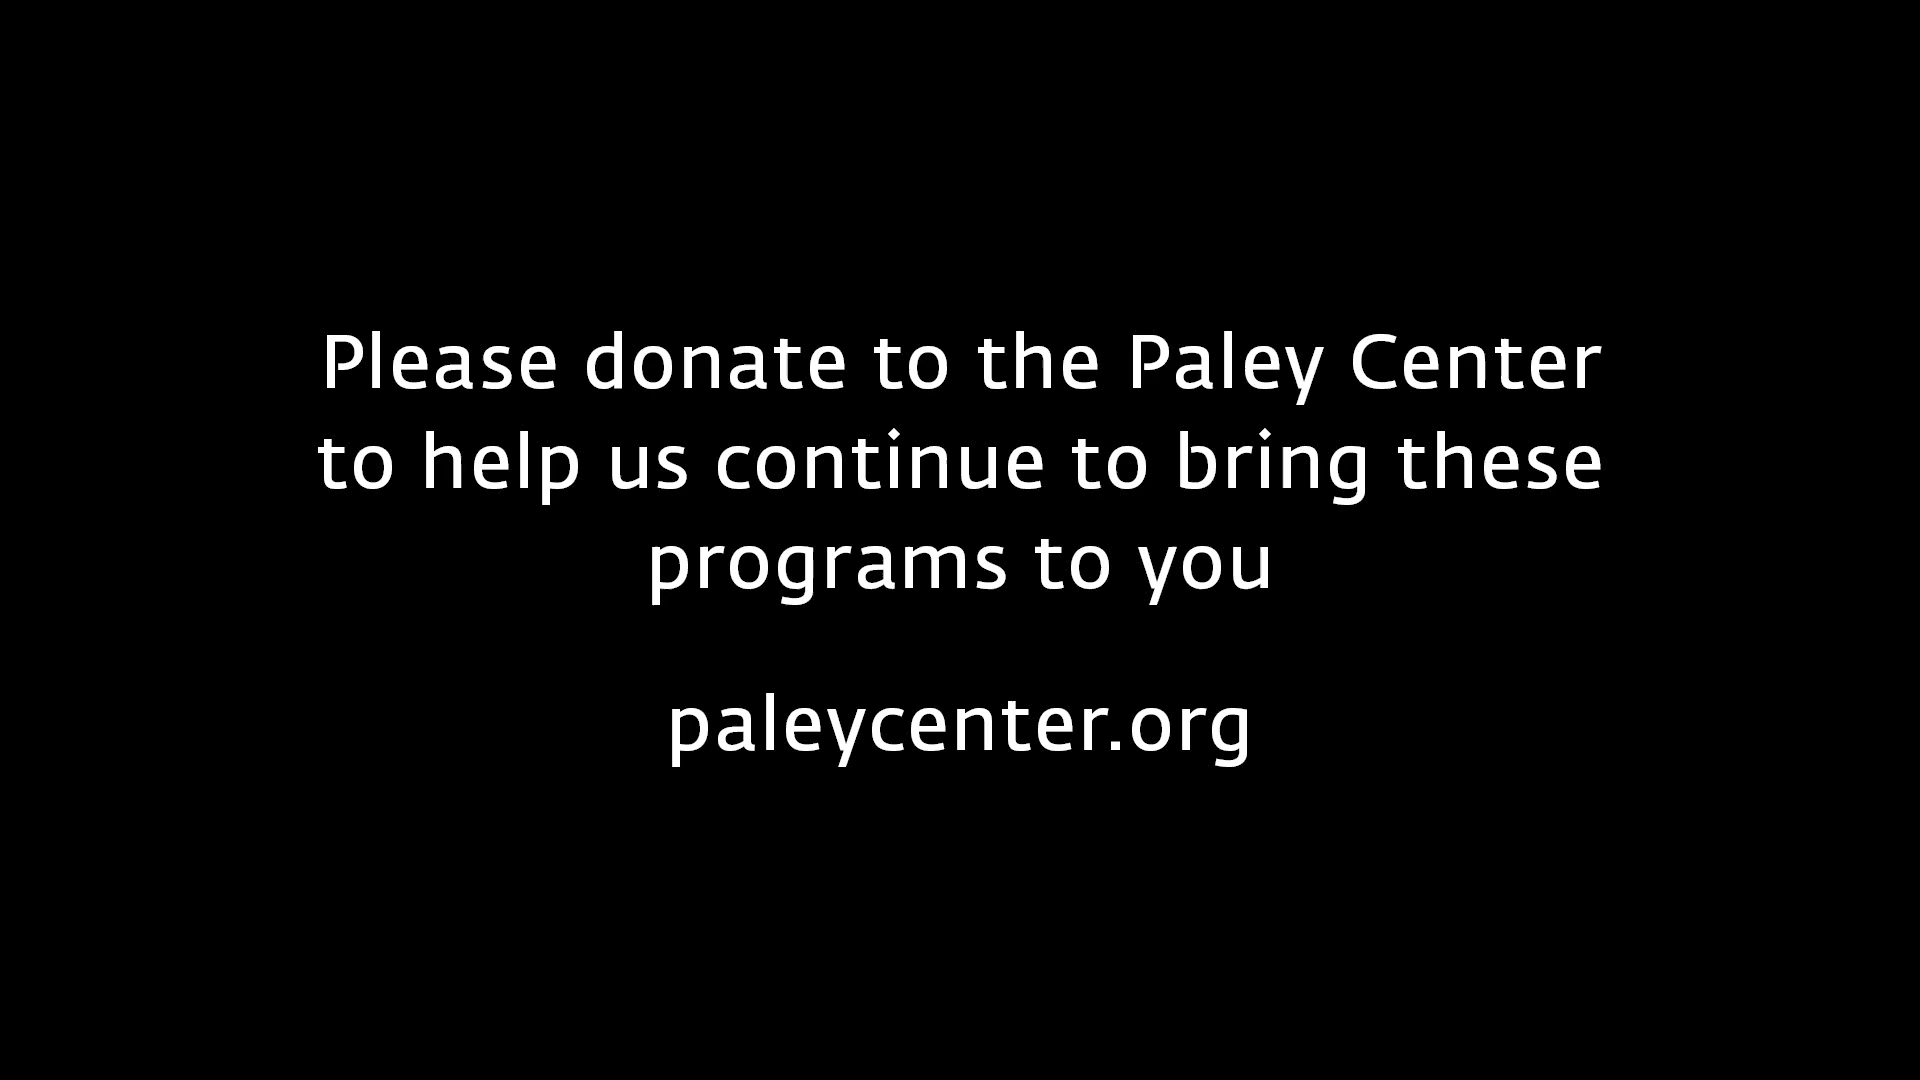 Please donate to the Paley Center
to help us continue to bring these
programs to you
paleycenter.org